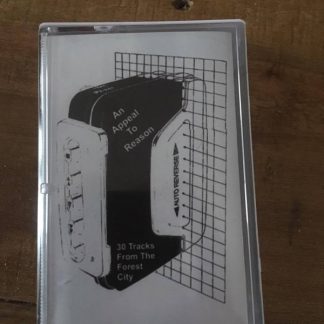 An
Appeal
To
Reason
AUTO REVERSE
30 Tracks
From The
Forest
City